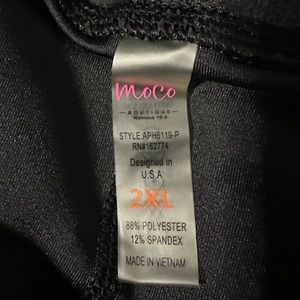 moco
BOUTIQUE
STYLE APH6119-P
RN#162774
Designed in
U.S.A
2XL
88% POLYESTER
12% SPANDEX
MADE IN VIETNAM